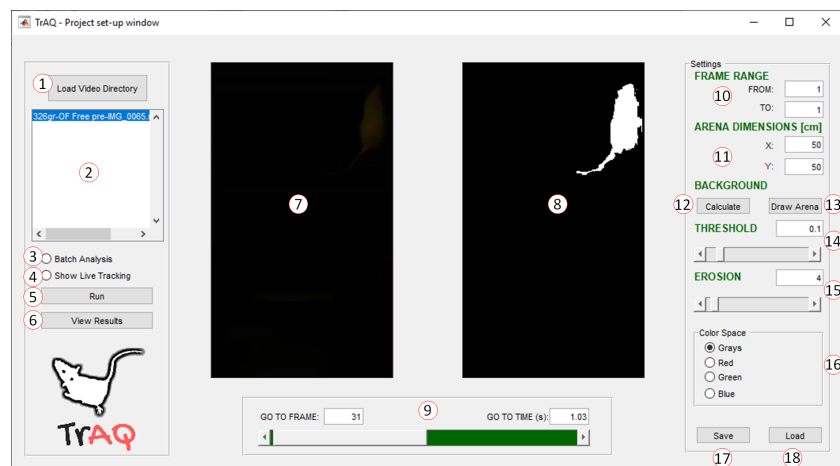 TrAQ - Project set-up window
1
Load Video Directory
326gr-OF Free pre-IMG_0065.
2
3
Batch Analysis
4
Show Live Tracking
5
Run
6
View Results
TrAQ
7
8
GO TO FRAME: 31
9
GO TO TIME (s): 1.03
Settings
FRAME RANGE
10
FROM: 1
TO: 1
ARENA DIMENSIONS [cm]
11
X: 50
Y: 50
BACKGROUND
12
Calculate
Draw Arena
13
THRESHOLD 0.1
14
EROSION 4
15
Color Space
Grays
Red
16
Green
Blue
Save
Load
17
18